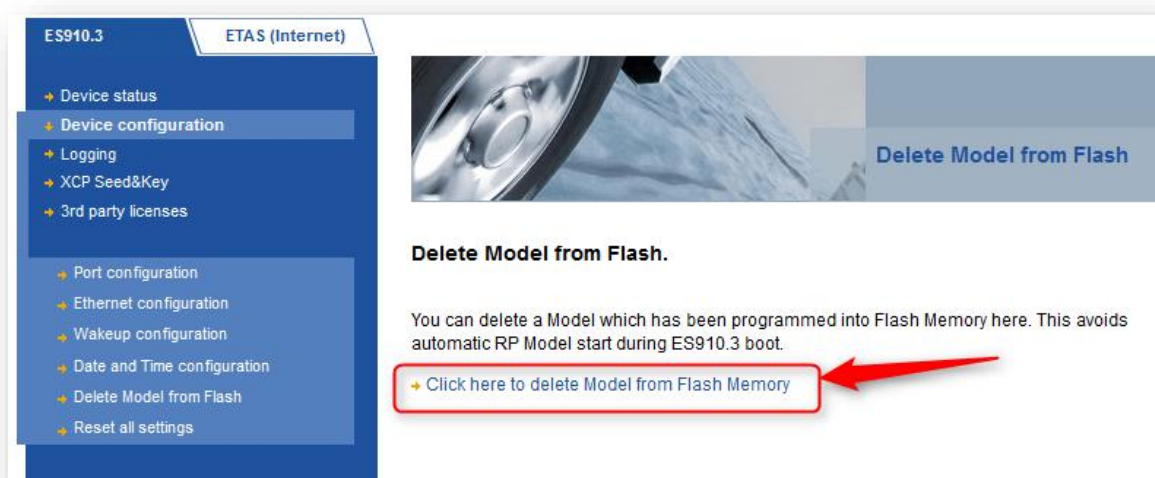 ES910.3
ETAS (Internet)
Device status
Device configuration
Logging
XCP Seed&Key
3rd party licenses
Port configuration
Ethernet configuration
Wakeup configuration
Date and Time configuration
Delete Model from Flash
Reset all settings
Delete Model from Flash
Delete Model from Flash.
You can delete a Model which has been programmed into Flash Memory here. This avoids
automatic RP Model start during ES910.3 boot.
Click here to delete Model from Flash Memory